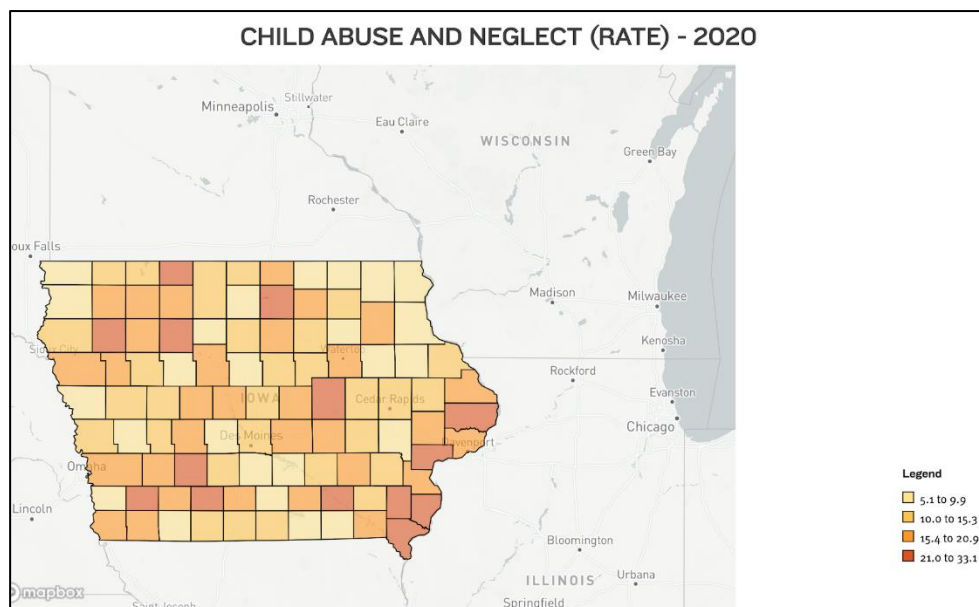 CHILD ABUSE AND NEGLECT (RATE) - 2020
Stillwater
Minneapolis
Eau Claire
WISCONSIN
Green Bay
Rochester
oux Falls
Madison
Milwaukee
Kenosha
Sioux City
Waterloo
Rockford
Evanston
IOWA
Cedar Rapids
Chicago
Des Moines
Davenport
Omaha
Legend
5.1 to 9.9
Lincoln
10.0 to 15.3
15.4 to 20.9
Bloomington
21.0 to 33.1
ILLINOIS
Urbana
mapbox
Saint Joseph
Springfield